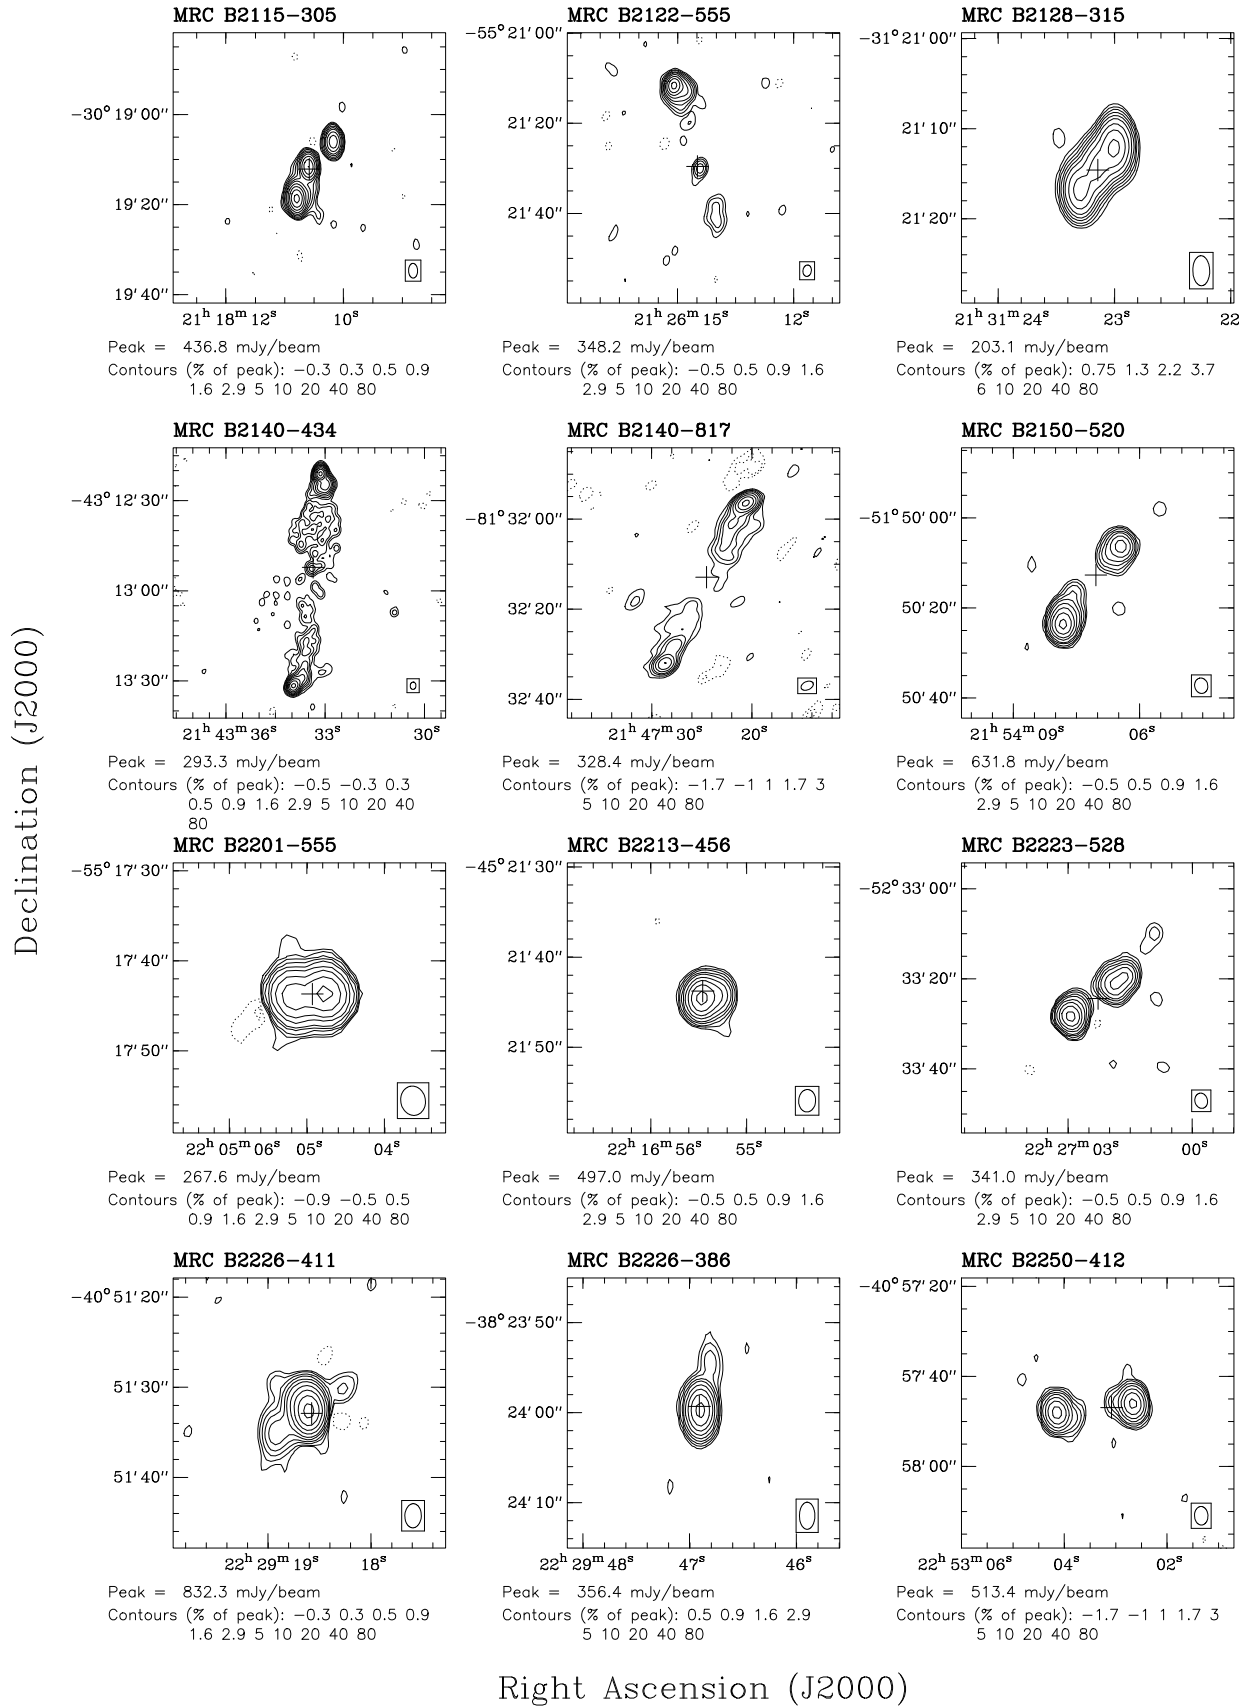 MRC B2115−305
−30° 19′ 00″
19′ 20″
19′ 40″
21ʰ 18ᵐ 12ˢ 10ˢ
Peak = 436.8 mJy/beam
Contours (% of peak): −0.3 0.3 0.5 0.9
1.6 2.9 5 10 20 40 80
MRC B2122−555
−55° 21′ 00″
21′ 20″
21′ 40″
21ʰ 26ᵐ 15ˢ 12ˢ
Peak = 348.2 mJy/beam
Contours (% of peak): −0.5 0.5 0.9 1.6
2.9 5 10 20 40 80
MRC B2128−315
−31° 21′ 00″
21′ 10″
21′ 20″
21ʰ 31ᵐ 24ˢ 23ˢ 22
Peak = 203.1 mJy/beam
Contours (% of peak): 0.75 1.3 2.2 3.7
6 10 20 40 80
MRC B2140−434
−43° 12′ 30″
13′ 00″
13′ 30″
21ʰ 43ᵐ 36ˢ 33ˢ 30ˢ
Peak = 293.3 mJy/beam
Contours (% of peak): −0.5 −0.3 0.3
0.5 0.9 1.6 2.9 5 10 20 40
80
MRC B2140−817
−81° 32′ 00″
32′ 20″
32′ 40″
21ʰ 47ᵐ 30ˢ 20ˢ
Peak = 328.4 mJy/beam
Contours (% of peak): −1.7 −1 1 1.7 3
5 10 20 40 80
MRC B2150−520
−51° 50′ 00″
50′ 20″
50′ 40″
21ʰ 54ᵐ 09ˢ 06ˢ
Peak = 631.8 mJy/beam
Contours (% of peak): −0.5 0.5 0.9 1.6
2.9 5 10 20 40 80
Declination (J2000)
MRC B2201−555
−55° 17′ 30″
17′ 40″
17′ 50″
22ʰ 05ᵐ 06ˢ 05ˢ 04ˢ
Peak = 267.6 mJy/beam
Contours (% of peak): −0.9 −0.5 0.5
0.9 1.6 2.9 5 10 20 40 80
MRC B2213−456
−45° 21′ 30″
21′ 40″
21′ 50″
22ʰ 16ᵐ 56ˢ 55ˢ
Peak = 497.0 mJy/beam
Contours (% of peak): −0.5 0.5 0.9 1.6
2.9 5 10 20 40 80
MRC B2223−528
−52° 33′ 00″
33′ 20″
33′ 40″
22ʰ 27ᵐ 03ˢ 00ˢ
Peak = 341.0 mJy/beam
Contours (% of peak): −0.5 0.5 0.9 1.6
2.9 5 10 20 40 80
MRC B2226−411
−40° 51′ 20″
51′ 30″
51′ 40″
22ʰ 29ᵐ 19ˢ 18ˢ
Peak = 832.3 mJy/beam
Contours (% of peak): −0.3 0.3 0.5 0.9
1.6 2.9 5 10 20 40 80
MRC B2226−386
−38° 23′ 50″
24′ 00″
24′ 10″
22ʰ 29ᵐ 48ˢ 47ˢ 46ˢ
Peak = 356.4 mJy/beam
Contours (% of peak): 0.5 0.9 1.6 2.9
5 10 20 40 80
MRC B2250−412
−40° 57′ 20″
57′ 40″
58′ 00″
22ʰ 53ᵐ 06ˢ 04ˢ 02ˢ
Peak = 513.4 mJy/beam
Contours (% of peak): −1.7 −1 1 1.7 3
5 10 20 40 80
Right Ascension (J2000)